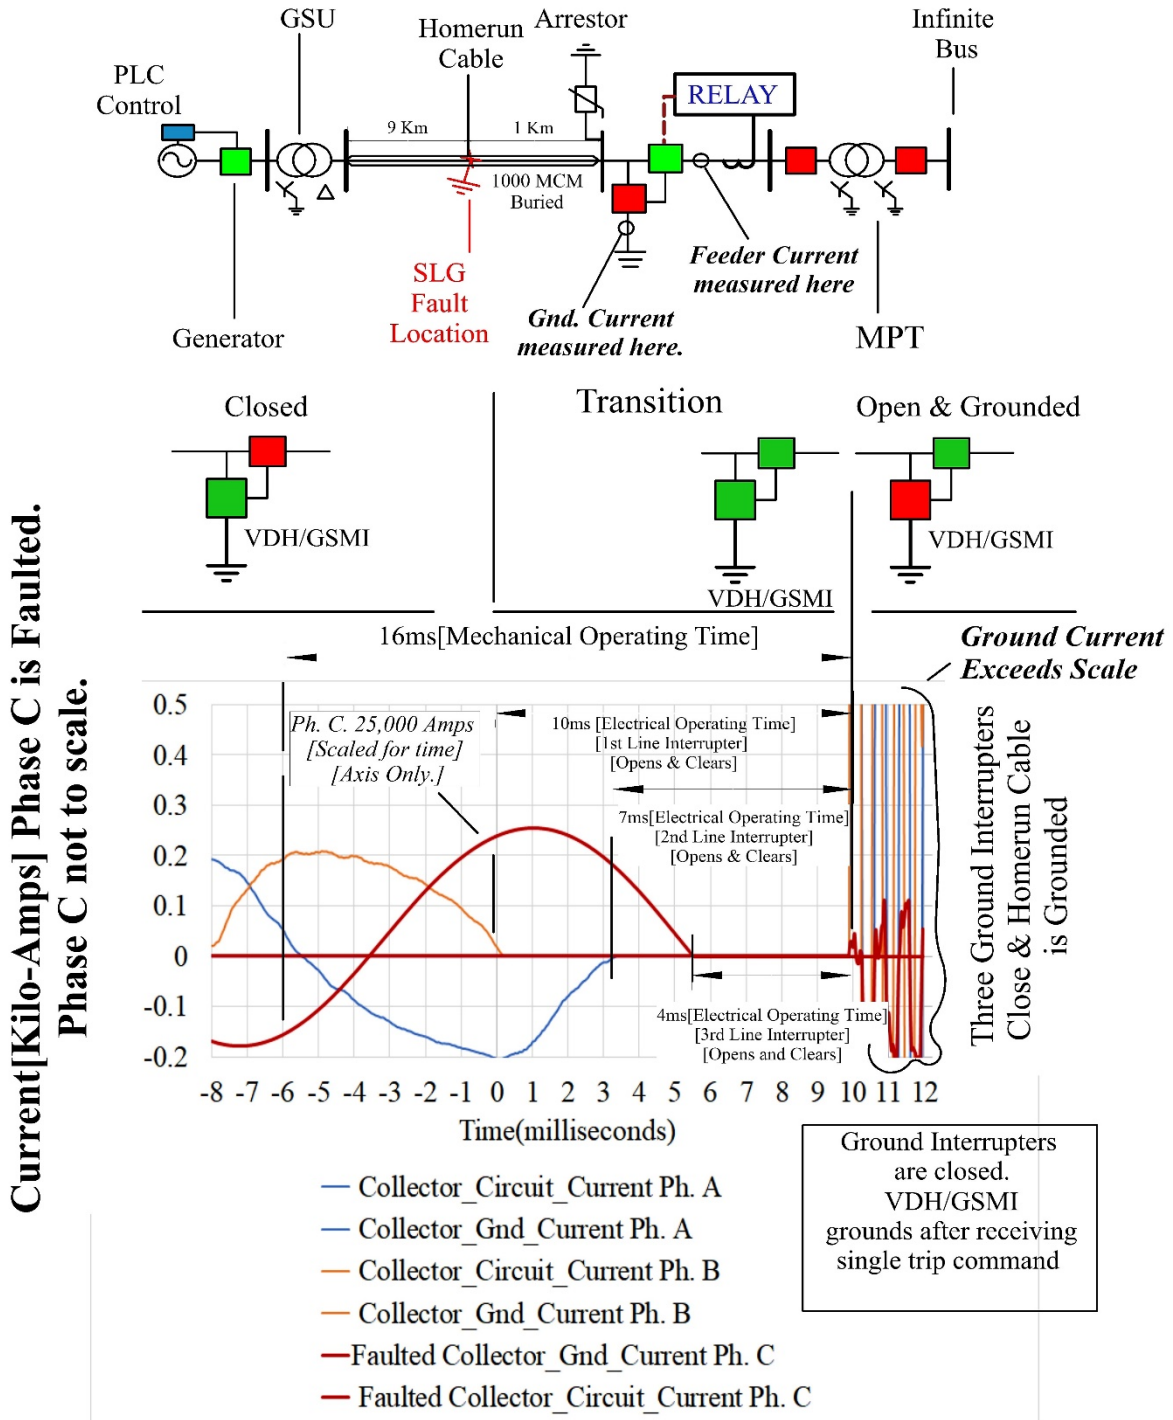 GSU
Homerun
Cable
Arrestor
Infinite
Bus
PLC
Control
RELAY
9 Km
1 Km
1000 MCM
Buried
SLG
Fault
Location
Feeder Current
measured here
Gnd. Current
measured here.
Generator
MPT
Closed
Transition
Open & Grounded
VDH/GSMI
VDH/GSMI
VDH/GSMI
16ms[Mechanical Operating Time]
Ground Current
Exceeds Scale
Current[Kilo-Amps] Phase C is Faulted.
Phase C not to scale.
0.5
0.4
0.3
0.2
0.1
0
-0.1
-0.2
Ph. C. 25,000 Amps
[Scaled for time]
[Axis Only.]
10ms [Electrical Operating Time]
[1st Line Interrupter]
[Opens & Clears]
7ms[Electrical Operating Time]
[2nd Line Interrupter]
[Opens & Clears]
4ms[Electrical Operating Time]
[3rd Line Interrupter]
[Opens and Clears]
Three Ground Interrupters
Close & Homerun Cable
is Grounded
-8 -7 -6 -5 -4 -3 -2 -1 0 1 2 3 4 5 6 7 8 9 10 11 12
Time(milliseconds)
Collector_Circuit_Current Ph. A
Collector_Gnd_Current Ph. A
Collector_Circuit_Current Ph. B
Collector_Gnd_Current Ph. B
Faulted Collector_Gnd_Current Ph. C
Faulted Collector_Circuit_Current Ph. C
Ground Interrupters
are closed.
VDH/GSMI
grounds after receiving
single trip command